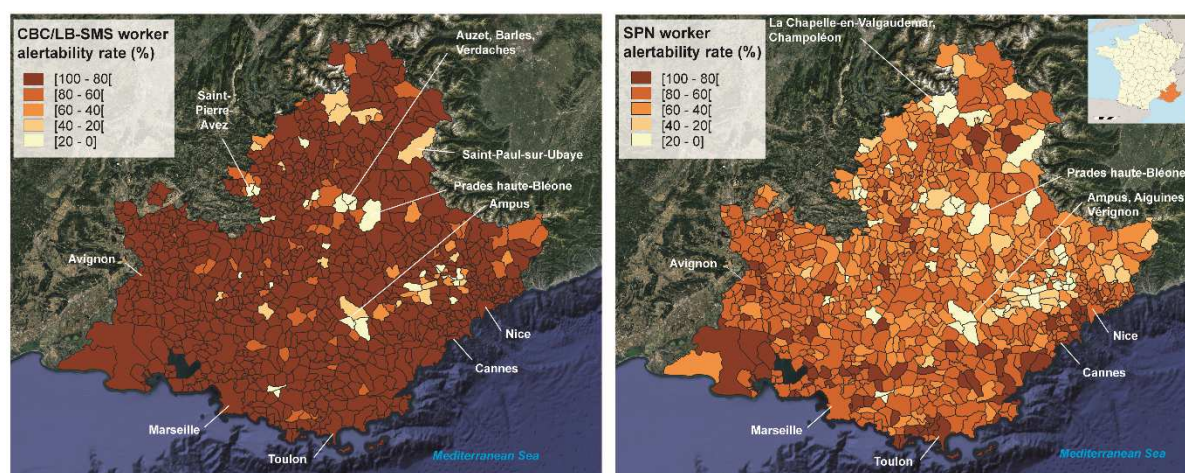 CBC/LB-SMS worker
alertability rate (%)
[100 - 80[
[80 - 60[
[60 - 40[
[40 - 20[
[20 - 0]
Auzet, Barles,
Verdaches
Saint-
Pierre
Avez
Saint-Paul-sur-Ubaye
Prades haute-Bléone
Ampus
Avignon
Nice
Cannes
Marseille
Toulon
Mediterranean Sea
SPN worker
alertability rate (%)
[100 - 80[
[80 - 60[
[60 - 40[
[40 - 20[
[20 - 0]
La Chapelle-en-Valgaudemar,
Champoléon
Prades haute-Bléone
Ampus, Aiguines
Vérignon
Avignon
Nice
Cannes
Marseille
Toulon
Mediterranean Sea